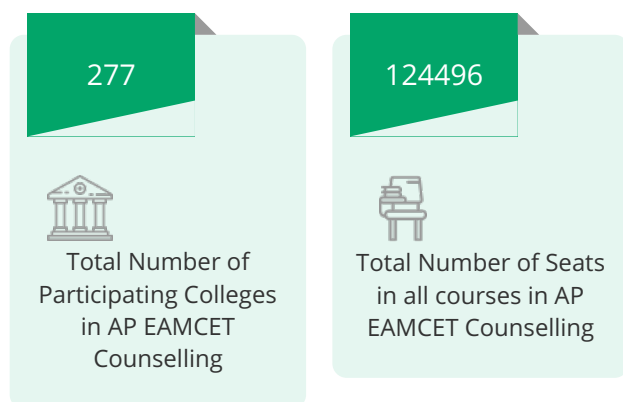 277
Total Number of
Participating Colleges
in AP EAMCET
Counselling
124496
Total Number of Seats
in all courses in AP
EAMCET Counselling